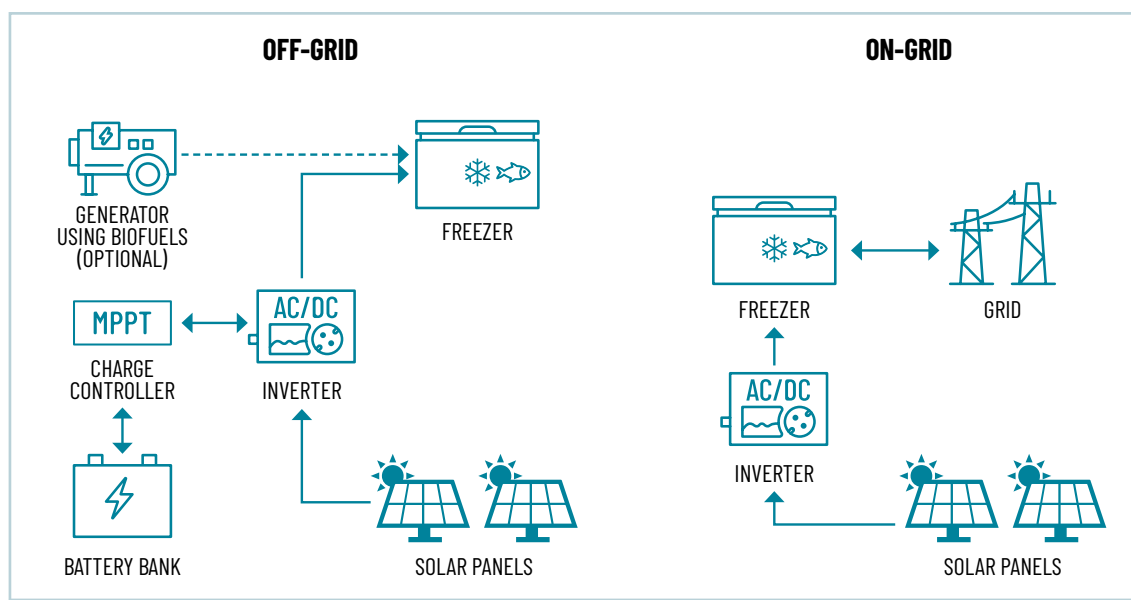 OFF-GRID
GENERATOR
USING BIOFUELS
(OPTIONAL)
FREEZER
MPPT
CHARGE
CONTROLLER
AC/DC
INVERTER
BATTERY BANK
SOLAR PANELS
ON-GRID
FREEZER
GRID
AC/DC
INVERTER
SOLAR PANELS